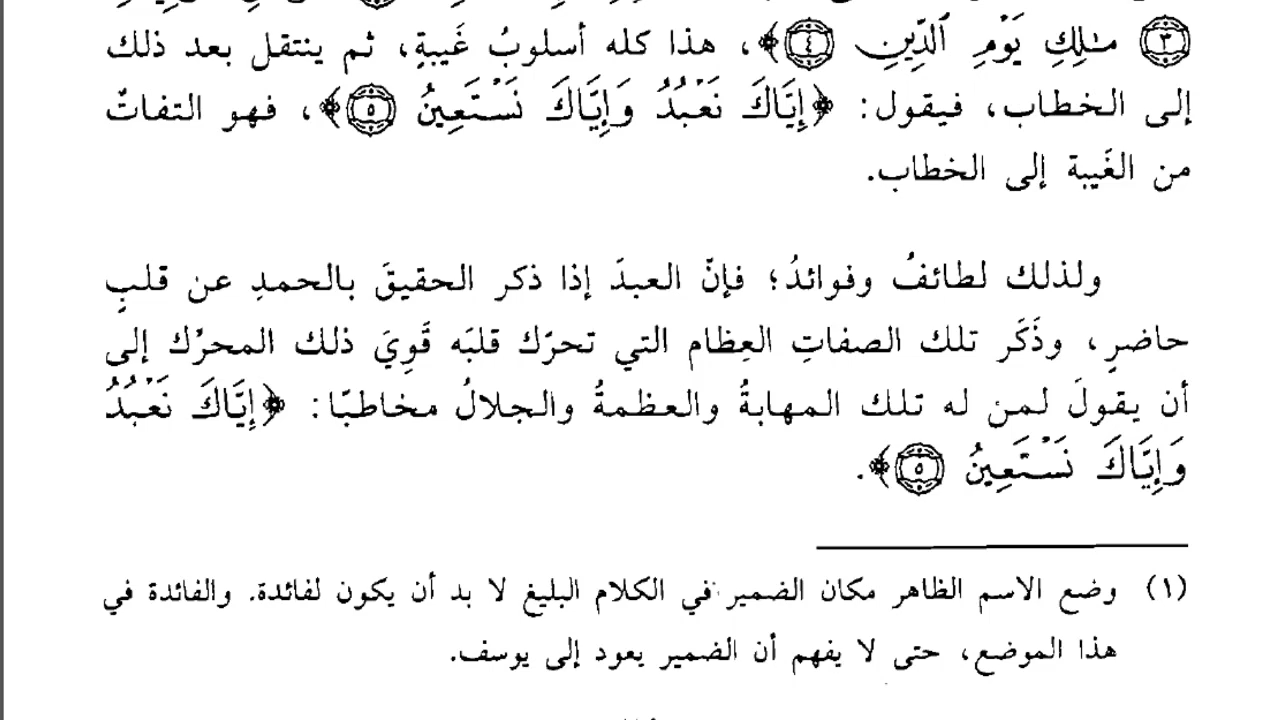 ﴿٣﴾ مَٰلِكِ يَوْمِ ٱلدِّينِ ﴿٤﴾﴾، هذا كله أسلوبُ غَيبةٍ، ثم ينتقل بعد ذلك
إلى الخطاب، فيقول: ﴿إِيَّاكَ نَعْبُدُ وَإِيَّاكَ نَسْتَعِينُ ﴿٥﴾﴾، فهو التفاتٌ
من الغَيبة إلى الخطاب.
ولذلك لطائفُ وفوائدُ؛ فإنّ العبدَ إذا ذكر الحقيقَ بالحمدِ عن قلبٍ
حاضرٍ، وذَكَر تلك الصفاتِ العِظام التي تحرّك قلبَه قَوِيَ ذلك المحرِّك إلى
أن يقولَ لمن له تلك المهابةُ والعظمةُ والجلالُ مخاطبًا: ﴿إِيَّاكَ نَعْبُدُ
وَإِيَّاكَ نَسْتَعِينُ ﴿٥﴾﴾.
(١) وضع الاسم الظاهر مكان الضمير في الكلام البليغ لا بد أن يكون لفائدة. والفائدة في
هذا الموضع، حتى لا يفهم أن الضمير يعود إلى يوسف.